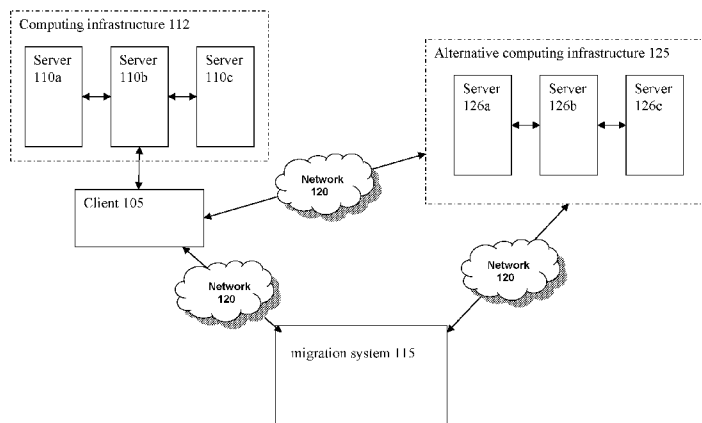 Computing infrastructure 112
Server
110a
Server
110b
Server
110c
Alternative computing infrastructure 125
Server
126a
Server
126b
Server
126c
Network
120
Client 105
Network
120
Network
120
migration system 115